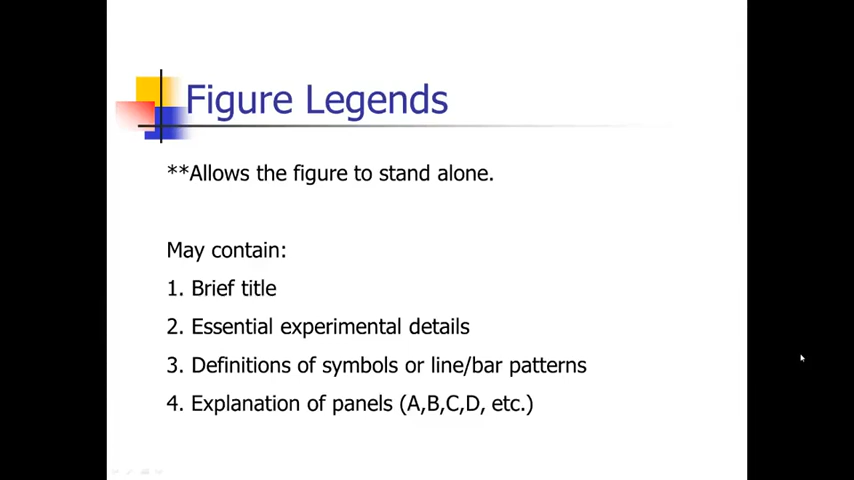 Figure Legends
**Allows the figure to stand alone.
May contain:
1. Brief title
2. Essential experimental details
3. Definitions of symbols or line/bar patterns
4. Explanation of panels (A,B,C,D, etc.)